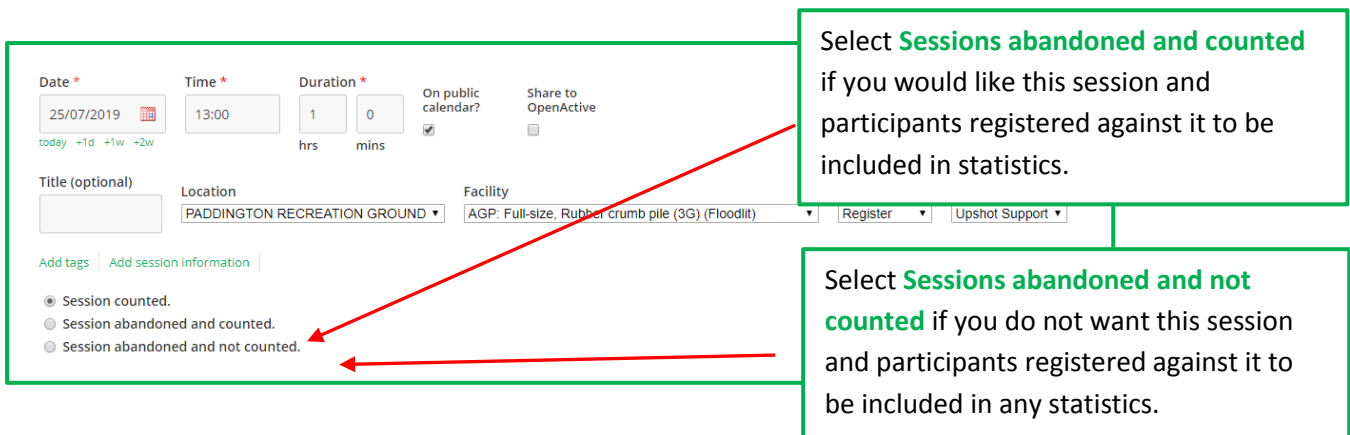 Date * Time * Duration * On public calendar? Share to OpenActive
25/07/2019 13:00 1 0
today +1d +1w +2w hrs mins
Title (optional) Location Facility
PADDINGTON RECREATION GROUND AGP: Full-size, Rubber crumb pile (3G) (Floodlit) Register Upshot Support
Add tags Add session information
Session counted.
Session abandoned and counted.
Session abandoned and not counted.
Select Sessions abandoned and counted
if you would like this session and
participants registered against it to be
included in statistics.
Select Sessions abandoned and not
counted if you do not want this session
and participants registered against it to
be included in any statistics.